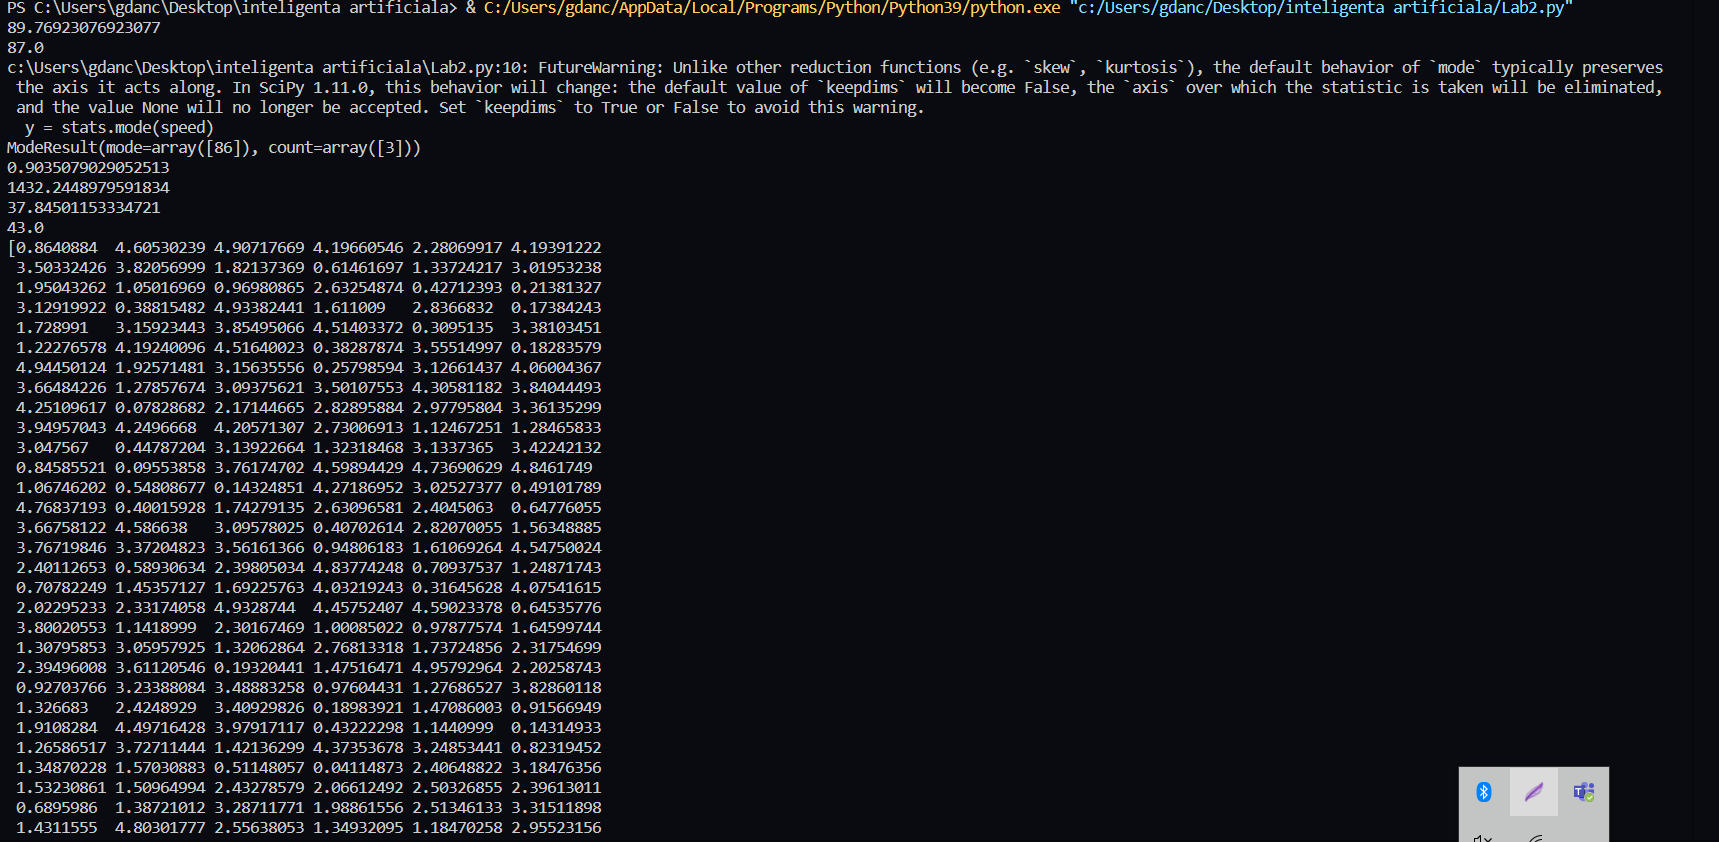 PS C:\Users\gdanc\Desktop\inteligenta artificiala> & C:/Users/gdanc/AppData/Local/Programs/Python/Python39/python.exe "c:/Users/gdanc/Desktop/inteligenta artificiala/Lab2.py"
89.76923076923077
87.0
c:\Users\gdanc\Desktop\inteligenta artificiala\Lab2.py:10: FutureWarning: Unlike other reduction functions (e.g. `skew`, `kurtosis`), the default behavior of `mode` typically preserves
the axis it acts along. In SciPy 1.11.0, this behavior will change: the default value of `keepdims` will become False, the `axis` over which the statistic is taken will be eliminated,
and the value None will no longer be accepted. Set `keepdims` to True or False to avoid this warning.
y = stats.mode(speed)
ModeResult(mode=array([86]), count=array([3]))
0.9035079029052513
1432.2448979591834
37.84501153334721
43.0
[0.8640884  4.60530239 4.90717669 4.19660546 2.28069917 4.19391222
3.50332426 3.82056999 1.82137369 0.61461697 1.33724217 3.01953238
1.95043262 1.05016969 0.96980865 2.63254874 0.42712393 0.21381327
3.12919922 0.38815482 4.93382441 1.611009   2.8366832  0.17384243
1.728991   3.15923443 3.85495066 4.51403372 0.3095135  3.38103451
1.22276578 4.19240096 4.51640023 0.38287874 3.55514997 0.18283579
4.94450124 1.92571481 3.15635556 0.25798594 3.12661437 4.06004367
3.66484226 1.27857674 3.09375621 3.50107553 4.30581182 3.84044493
4.25109617 0.07828682 2.17144665 2.82895884 2.97795804 3.36135299
3.94957043 4.2496668  4.20571307 2.73006913 1.12467251 1.28465833
3.047567   0.44787204 3.13922664 1.32318468 3.1337365  3.42242132
0.84585521 0.09553858 3.76174702 4.59894429 4.73690629 4.8461749
1.06746202 0.54808677 0.14324851 4.27186952 3.02527377 0.49101789
4.76837193 0.40015928 1.74279135 2.63096581 2.4045063  0.64776055
3.66758122 4.586638   3.09578025 0.40702614 2.82070055 1.56348885
3.76719846 3.37204823 3.56161366 0.94806183 1.61069264 4.54750024
2.40112653 0.58930634 2.39805034 4.83774248 0.70937537 1.24871743
0.70782249 1.45357127 1.69225763 4.03219243 0.31645628 4.07541615
2.02295233 2.33174058 4.9328744  4.45752407 4.59023378 0.64535776
3.80020553 1.1418999  2.30167469 1.00085022 0.97877574 1.64599744
1.30795853 3.05957925 1.32062864 2.76813318 1.73724856 2.31754699
2.39496008 3.61120546 0.19320441 1.47516471 4.95792964 2.20258743
0.92703766 3.23388084 3.48883258 0.97604431 1.27686527 3.82860118
1.326683   2.4248929  3.40929826 0.18983921 1.47086003 0.91566949
1.9108284  4.49716428 3.97917117 0.43222298 1.1440999  0.14314933
1.26586517 3.72711444 1.42136299 4.37353678 3.24853441 0.82319452
1.34870228 1.57030883 0.51148057 0.04114873 2.40648822 3.18476356
1.53230861 1.50964994 2.43278579 2.06612492 2.50326855 2.39613011
0.6895986  1.38721012 3.28711771 1.98861556 2.51346133 3.31511898
1.4311555  4.80301777 2.55638053 1.34932095 1.18470258 2.95523156